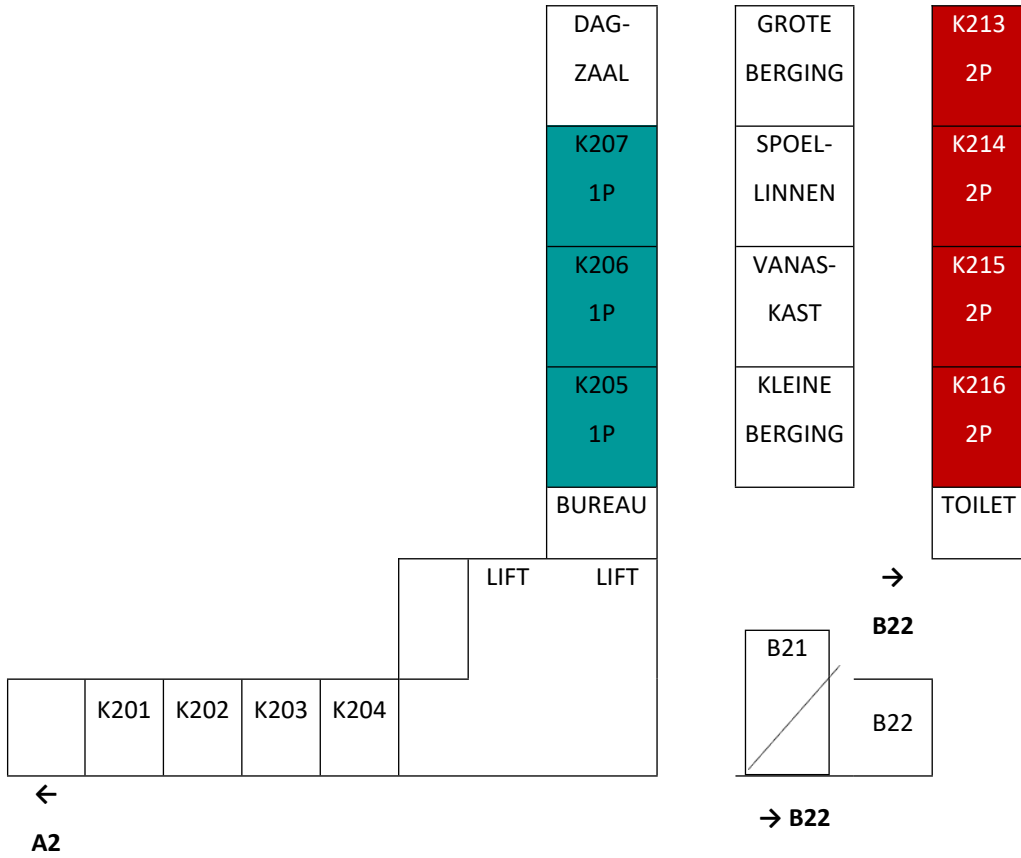 DAG-
ZAAL
GROTE
BERGING
K213
2P
K207
1P
SPOEL-
LINNEN
K214
2P
K206
1P
VANAS-
KAST
K215
2P
K205
1P
KLEINE
BERGING
K216
2P
BUREAU
TOILET
LIFT
LIFT
→
B22
B21
K201
K202
K203
K204
B22
←
A2
→ B22